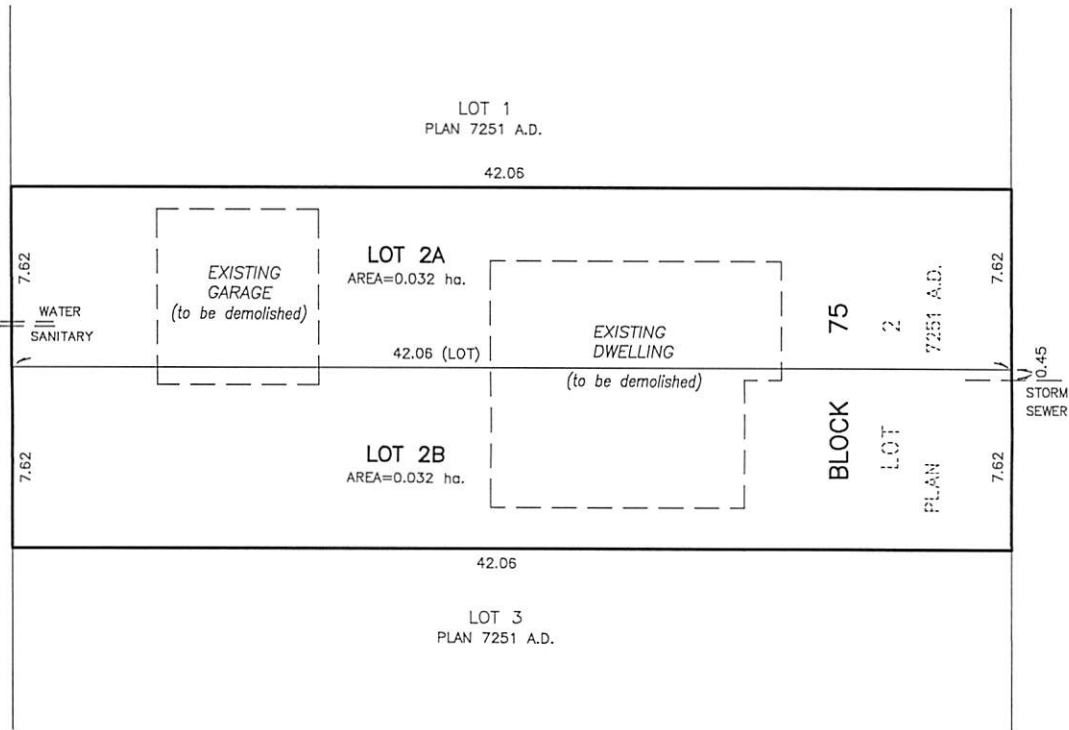 LOT 1
PLAN 7251 A.D.
42.06
7.62
WATER
SANITARY
EXISTING
GARAGE
(to be demolished)
LOT 2A
AREA=0.032 ha.
42.06 (LOT)
EXISTING
DWELLING
(to be demolished)
BLOCK 75
LOT 2
PLAN 7251 A.D.
7.62
0.45
STORM
SEWER
7.62
LOT 2B
AREA=0.032 ha.
7.62
42.06
LOT 3
PLAN 7251 A.D.